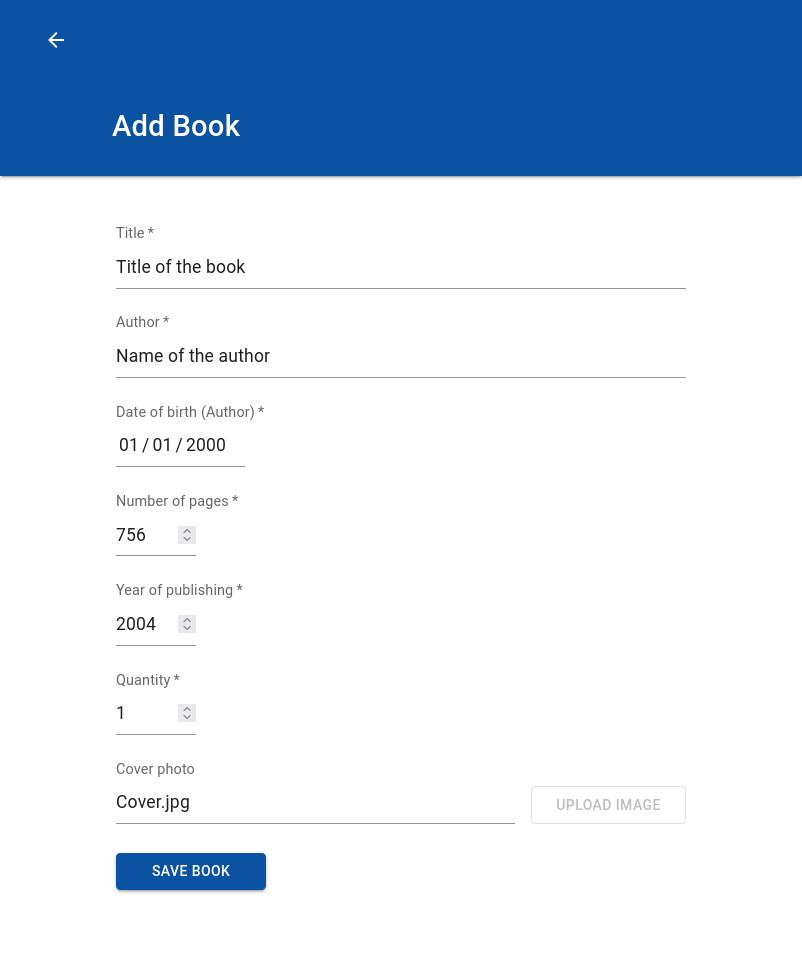 Add Book
Title *
Title of the book
Author *
Name of the author
Date of birth (Author) *
01 / 01 / 2000
Number of pages *
756
Year of publishing *
2004
Quantity *
1
Cover photo
Cover.jpg
UPLOAD IMAGE
SAVE BOOK